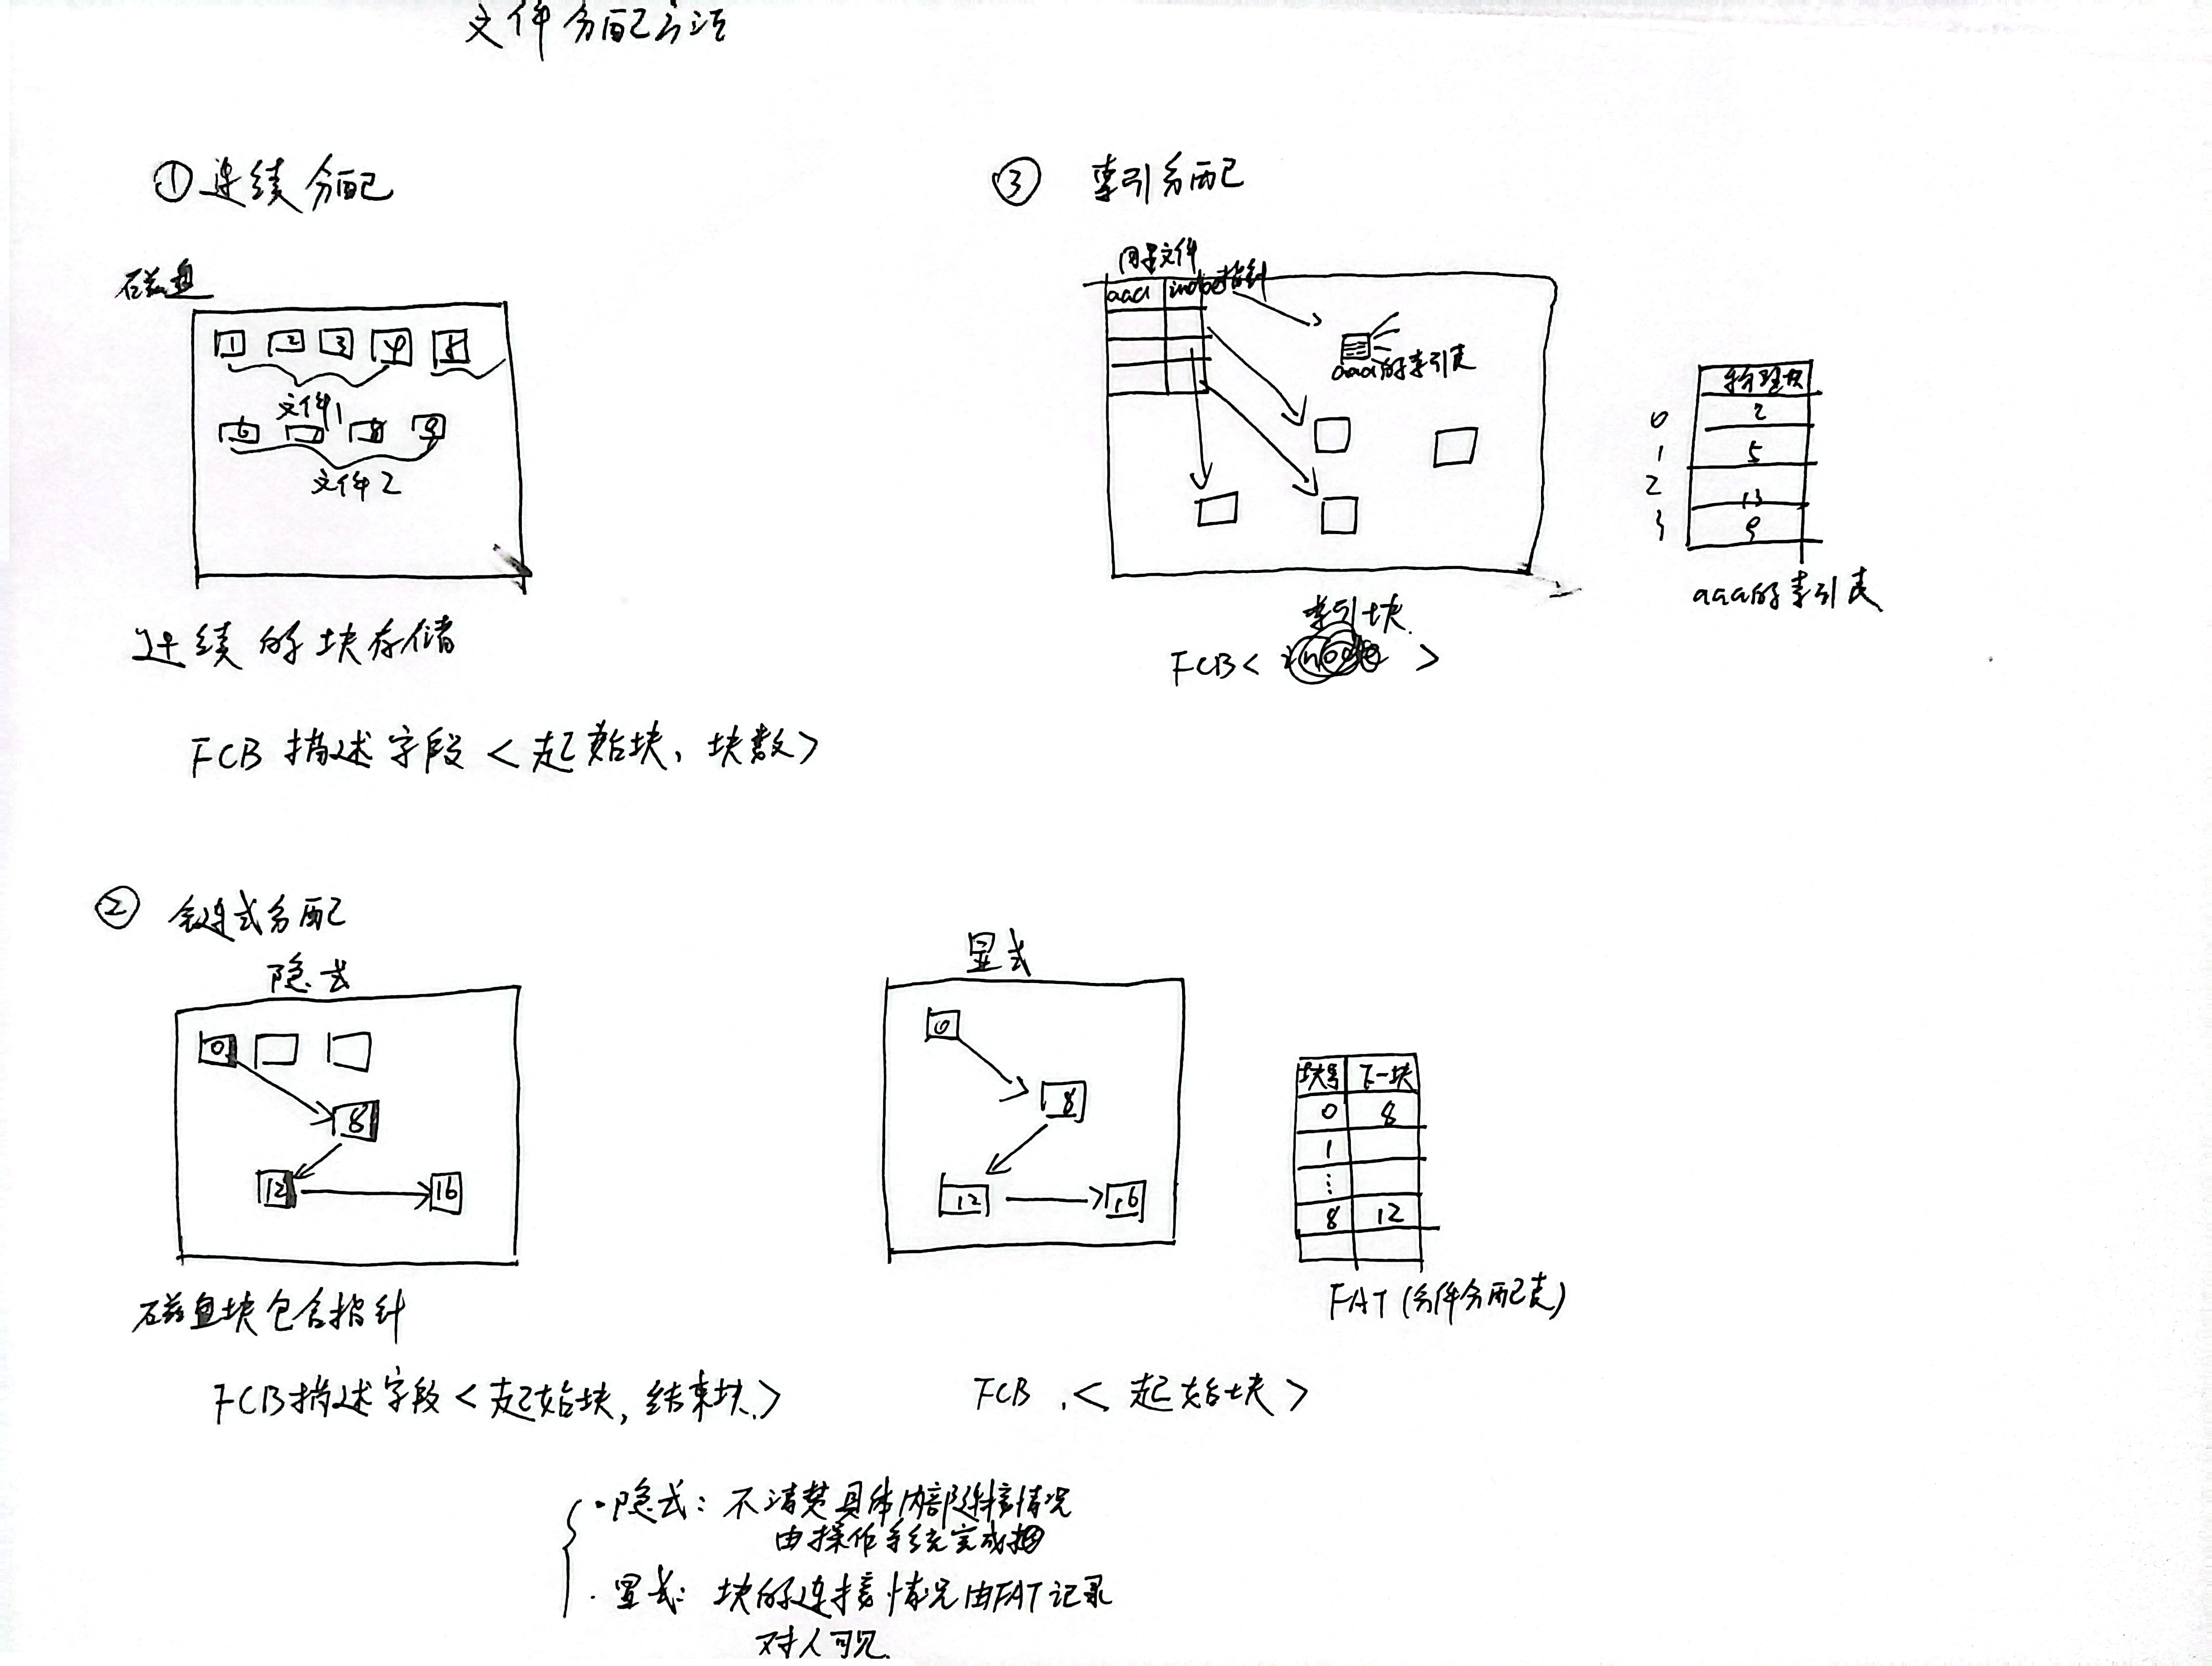 文件分配方法
① 连续分配
磁盘
1 2 3 4 5
文件1
6 7 8 9
文件2
连续的块存储
FCB 描述字段 <起始块, 块数>
② 链式分配
隐式
0
8
12 16
磁盘块包含指针
FCB描述字段 <起始块, 结束块>
显式
0
8
12 16
块号 下一块
0 8
1
⋮
8 12
FAT (文件分配表)
FCB <起始块>
· 隐式: 不清楚具体内部连接情况
由操作系统完成
· 显式: 块的连接情况由FAT记录
对人可见.
③ 索引分配
目录文件
aaa inode指针
aaa的索引表
索引块
FCB < >
物理块
0 2
1 5
2 13
3 9
aaa的索引表